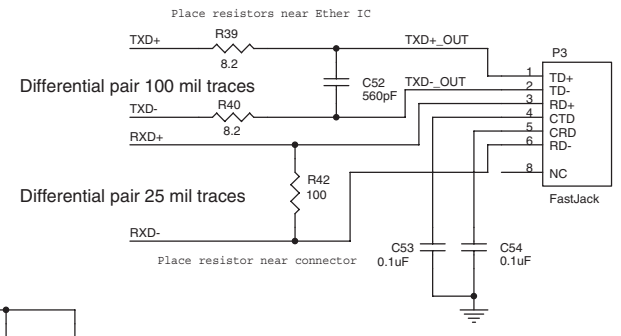 Place resistors near Ether IC
TXD+
R39
8.2
TXD+_OUT
P3
Differential pair 100 mil traces
C52
560pF
TXD-_OUT
TXD-
R40
8.2
RXD+
1 TD+
2 TD-
3 RD+
4 CTD
5 CRD
6 RD-
8 NC
FastJack
R42
100
Differential pair 25 mil traces
RXD-
Place resistor near connector
C53
0.1uF
C54
0.1uF